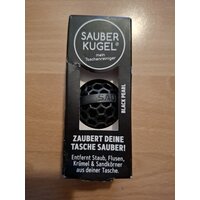 SAUBER
KUGEL®
mein
Taschenreiniger
BLACK PEARL
ZAUBERT DEINE
TASCHE SAUBER!
Entfernt Staub, Flusen,
Krümel & Sandkörner
aus deiner Tasche.